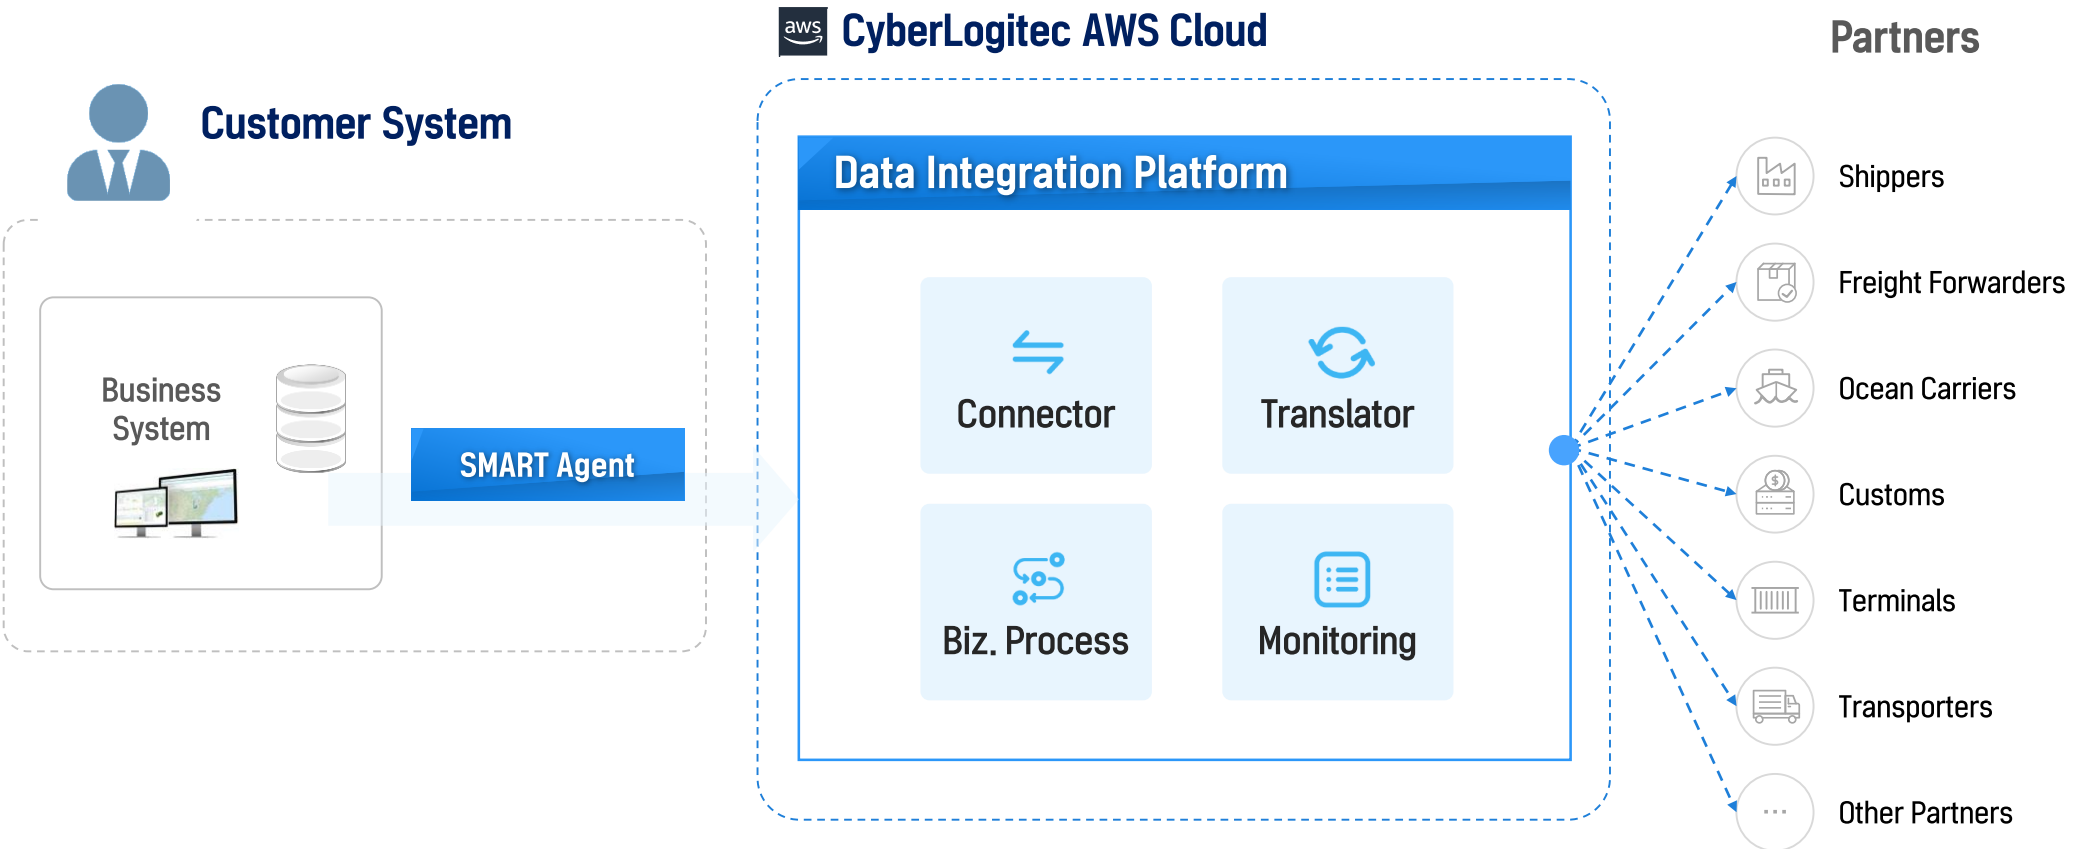 aws
CyberLogitec AWS Cloud
Partners
Customer System
Data Integration Platform
Business
System
SMART Agent
Connector
Translator
Biz. Process
Monitoring
Shippers
Freight Forwarders
Ocean Carriers
$
Customs
Terminals
Transporters
Other Partners